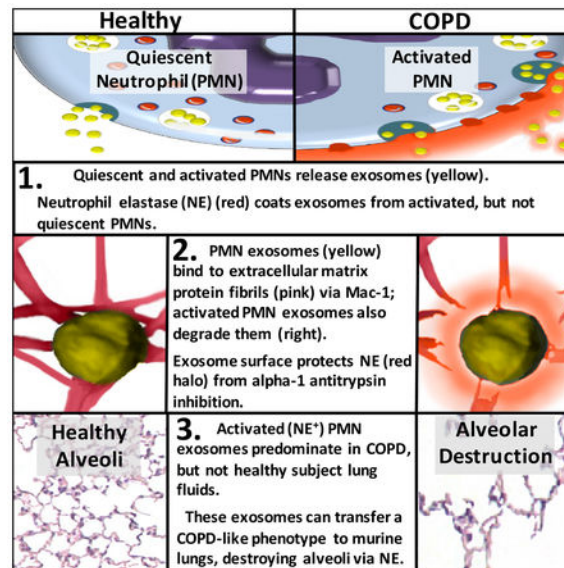 Healthy
COPD
Quiescent
Neutrophil (PMN)
Activated
PMN
1. Quiescent and activated PMNs release exosomes (yellow).
Neutrophil elastase (NE) (red) coats exosomes from activated, but not
quiescent PMNs.
2. PMN exosomes (yellow)
bind to extracellular matrix
protein fibrils (pink) via Mac-1;
activated PMN exosomes also
degrade them (right).
Exosome surface protects NE (red
halo) from alpha-1 antitrypsin
inhibition.
Healthy
Alveoli
3. Activated (NE⁺) PMN
exosomes predominate in COPD,
but not healthy subject lung
fluids.
These exosomes can transfer a
COPD-like phenotype to murine
lungs, destroying alveoli via NE.
Alveolar
Destruction